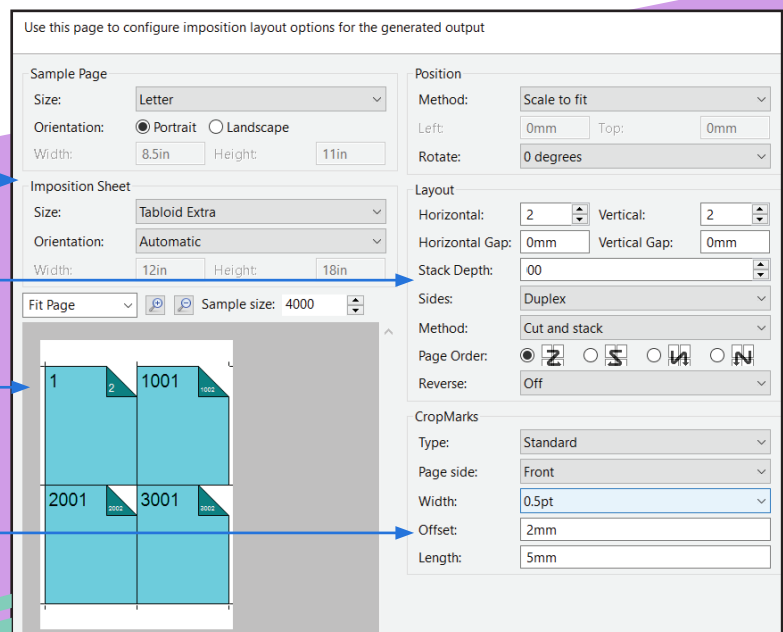 Use this page to configure imposition layout options for the generated output
Sample Page
Size: Letter
Orientation: Portrait Landscape
Width: 8.5in Height: 11in
Imposition Sheet
Size: Tabloid Extra
Orientation: Automatic
Width: 12in Height: 18in
Fit Page Sample size: 4000
1 2 1001 1002
2001 2002 3001 3002
Position
Method: Scale to fit
Left: 0mm Top: 0mm
Rotate: 0 degrees
Layout
Horizontal: 2 Vertical: 2
Horizontal Gap: 0mm Vertical Gap: 0mm
Stack Depth: 00
Sides: Duplex
Method: Cut and stack
Page Order:
Reverse: Off
CropMarks
Type: Standard
Page side: Front
Width: 0.5pt
Offset: 2mm
Length: 5mm